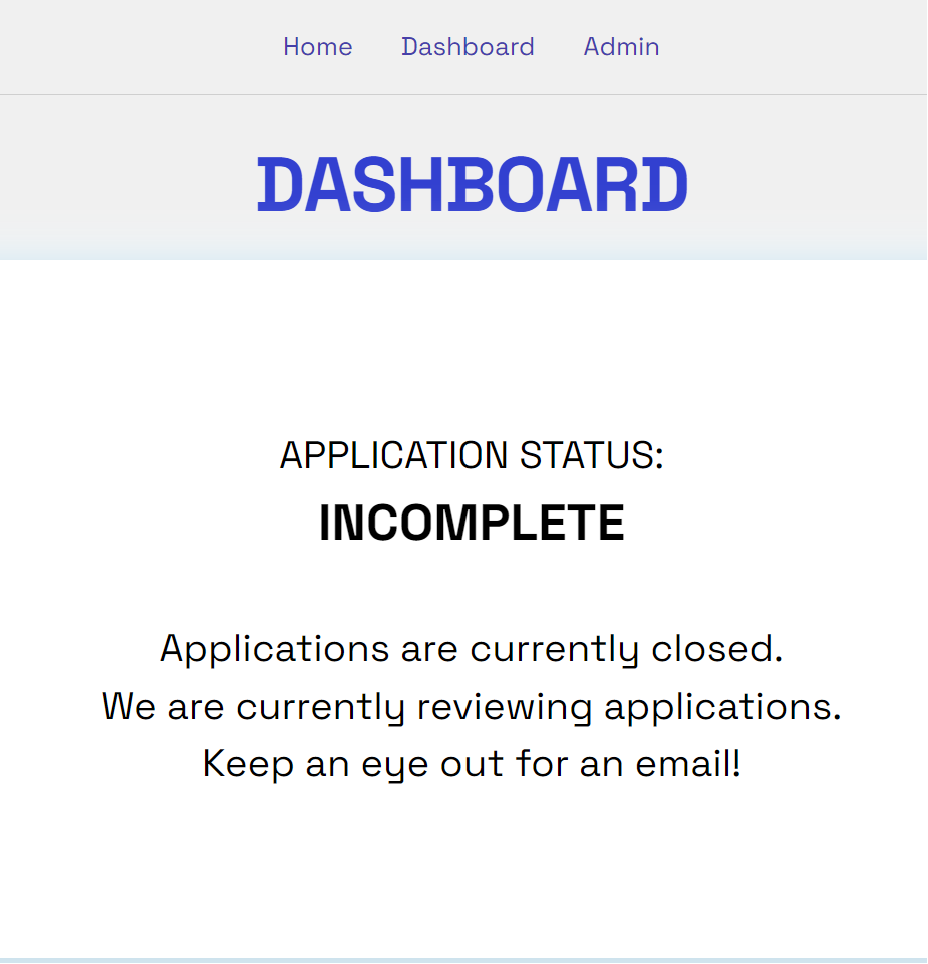 Home Dashboard Admin
DASHBOARD
APPLICATION STATUS:
INCOMPLETE
Applications are currently closed.
We are currently reviewing applications.
Keep an eye out for an email!